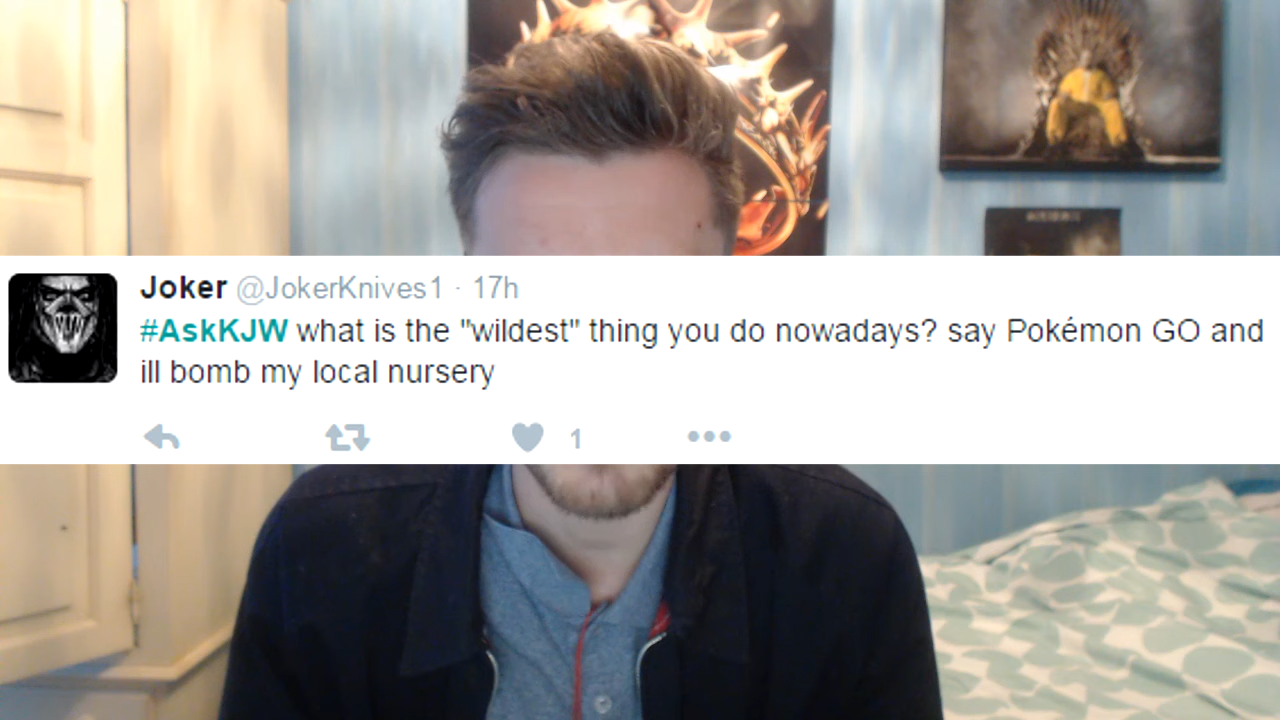 Joker @JokerKnives1 · 17h
#AskKJW what is the "wildest" thing you do nowadays? say Pokémon GO and
ill bomb my local nursery
1